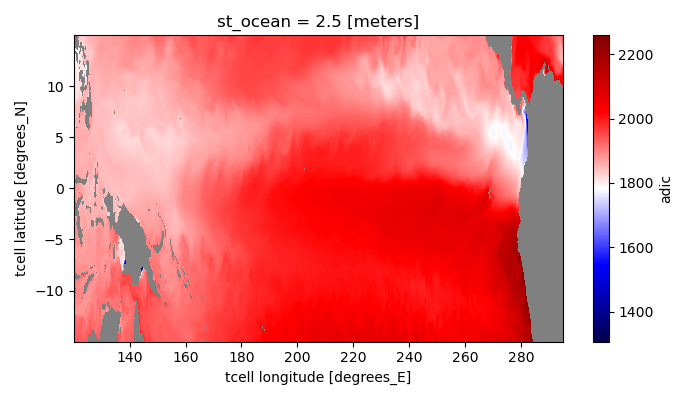 st_ocean = 2.5 [meters]
tcell latitude [degrees_N]
10
5
0
−5
−10
140 160 180 200 220 240 260 280
tcell longitude [degrees_E]
2200
2000
1800
1600
1400
adic